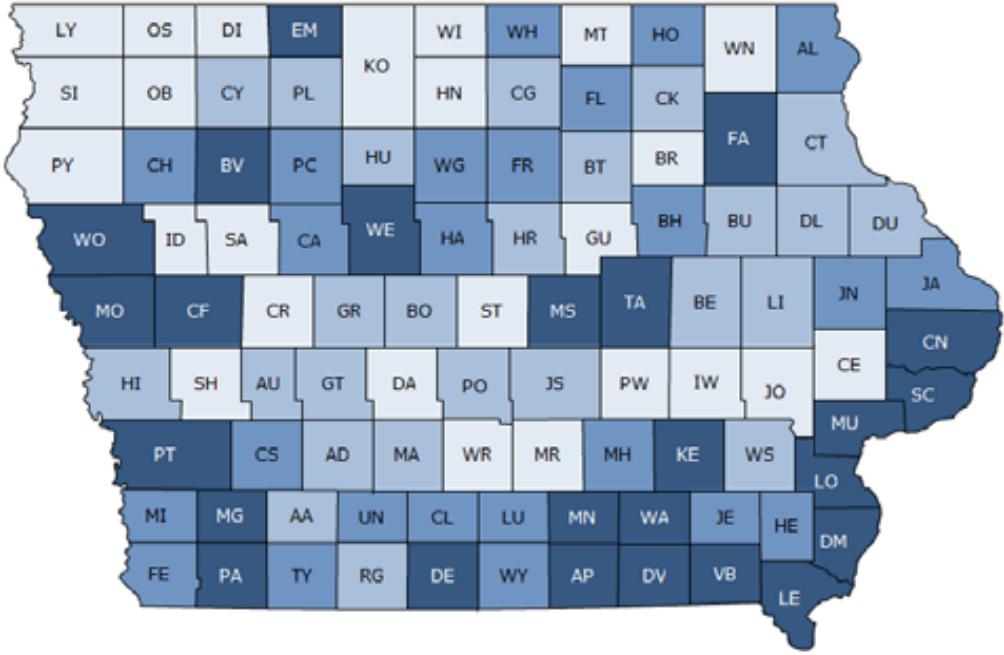 LY OS DI EM WI WH MT HO WN AL
KO
SI OB CY PL HN CG FL CK
PY CH BV PC HU WG FR BT BR FA CT
WO ID SA CA WE HA HR GU BH BU DL DU
MO CF CR GR BO ST MS TA BE LI JN JA
CN
HI SH AU GT DA PO JS PW IW JO CE SC
MU
PT CS AD MA WR MR MH KE WS
LO
MI MG AA UN CL LU MN WA JE HE
DM
FE PA TY RG DE WY AP DV VB
LE